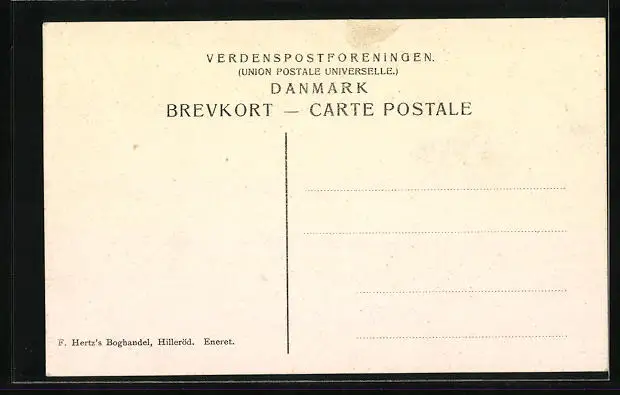 VERDENSPOSTFORENINGEN.
(UNION POSTALE UNIVERSELLE.)
DANMARK
BREVKORT — CARTE POSTALE
F. Hertz's Boghandel, Hilleröd. Eneret.